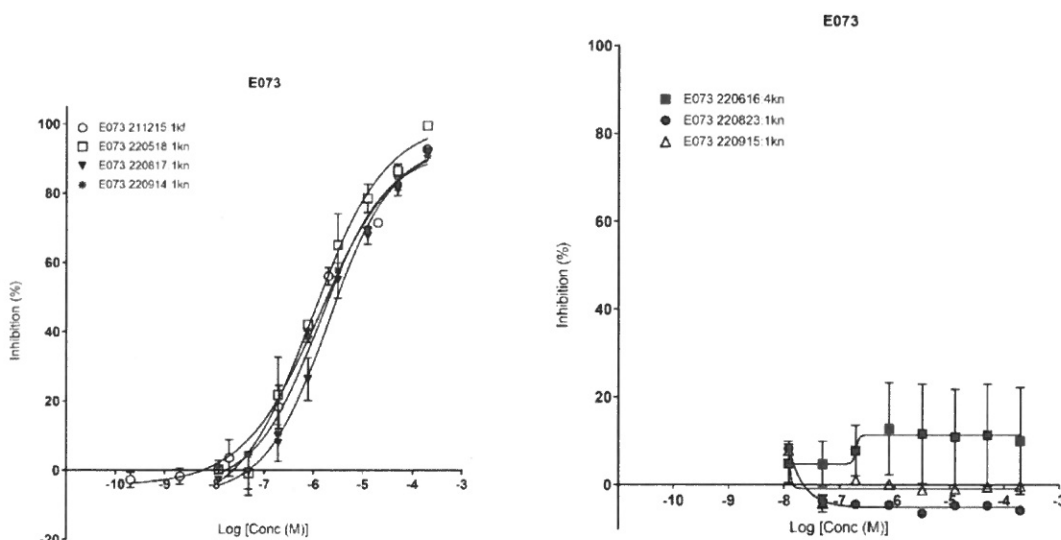 E073
E073 211215 1kf
E073 220518 1kn
E073 220817 1kn
E073 220914 1kn
100
80
60
40
20
0
-20
-11 -10 -9 -8 -7 -6 -5 -4 -3
Inhibition (%)
Log [Conc (M)]
E073
E073 220616:4kn
E073 220823:1kn
E073 220915:1kn
100
80
60
40
20
0
-10 -9 -8 -7 -6 -5 -4 -3
Inhibition (%)
Log [Conc (M)]